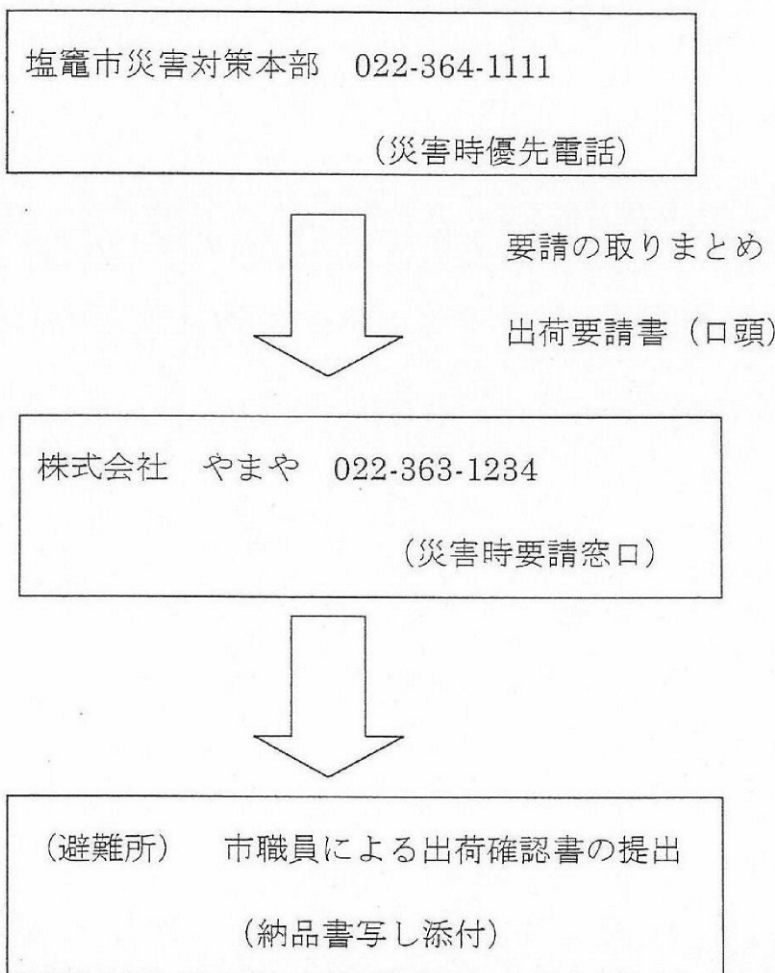 塩竈市災害対策本部　022-364-1111
（災害時優先電話）
要請の取りまとめ
出荷要請書（口頭）
株式会社　やまや　022-363-1234
（災害時要請窓口）
（避難所）　市職員による出荷確認書の提出
（納品書写し添付）